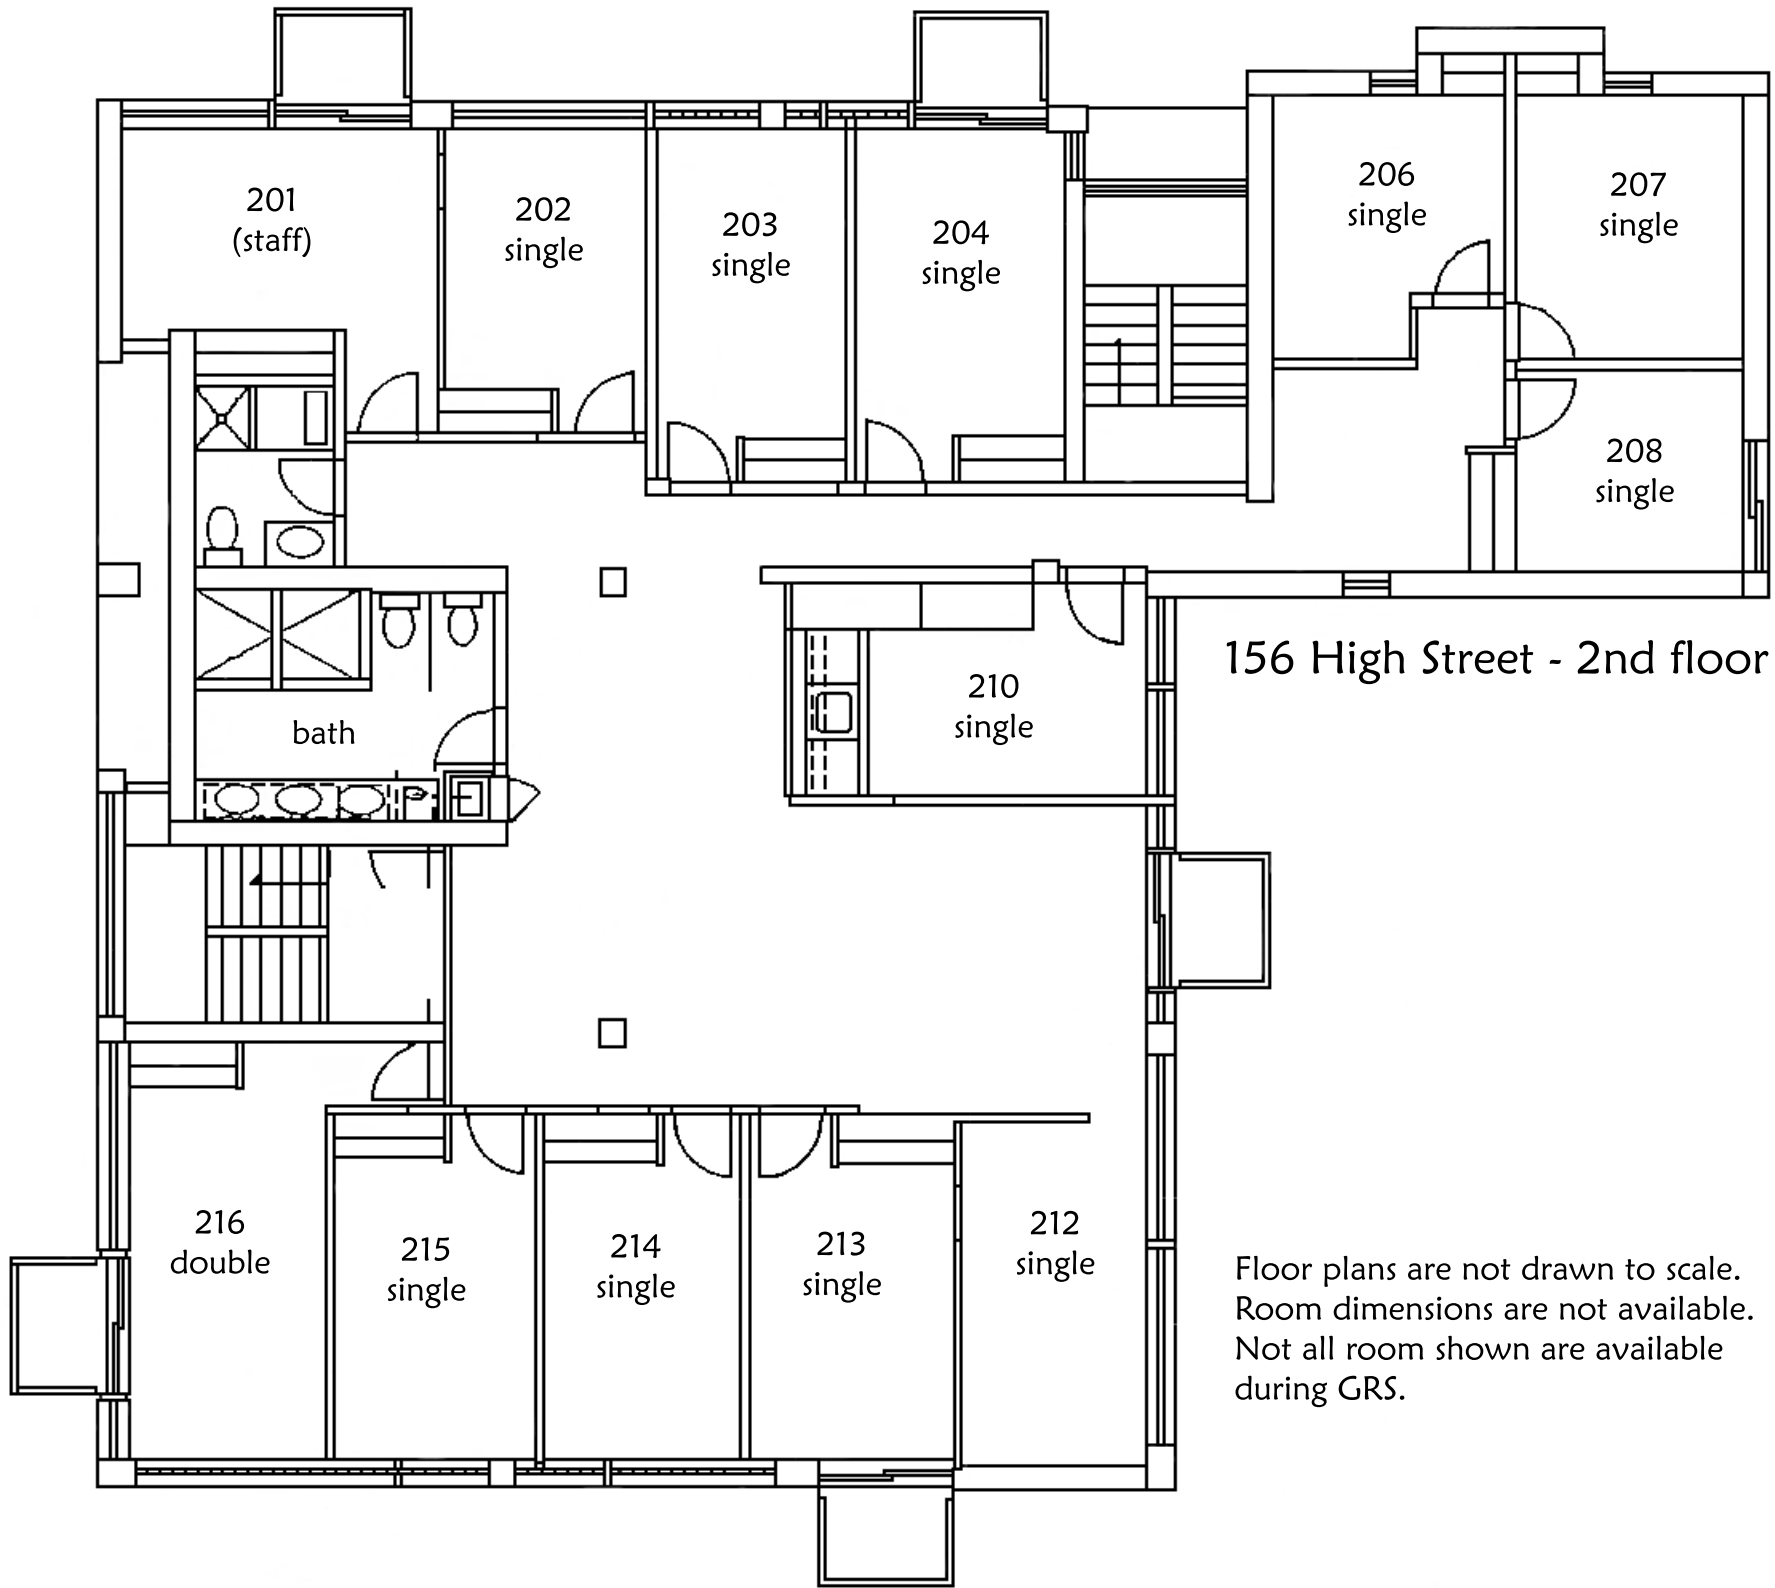 201
(staff)
202
single
203
single
204
single
206
single
207
single
208
single
156 High Street - 2nd floor
210
single
bath
216
double
215
single
214
single
213
single
212
single
Floor plans are not drawn to scale.
Room dimensions are not available.
Not all room shown are available
during GRS.